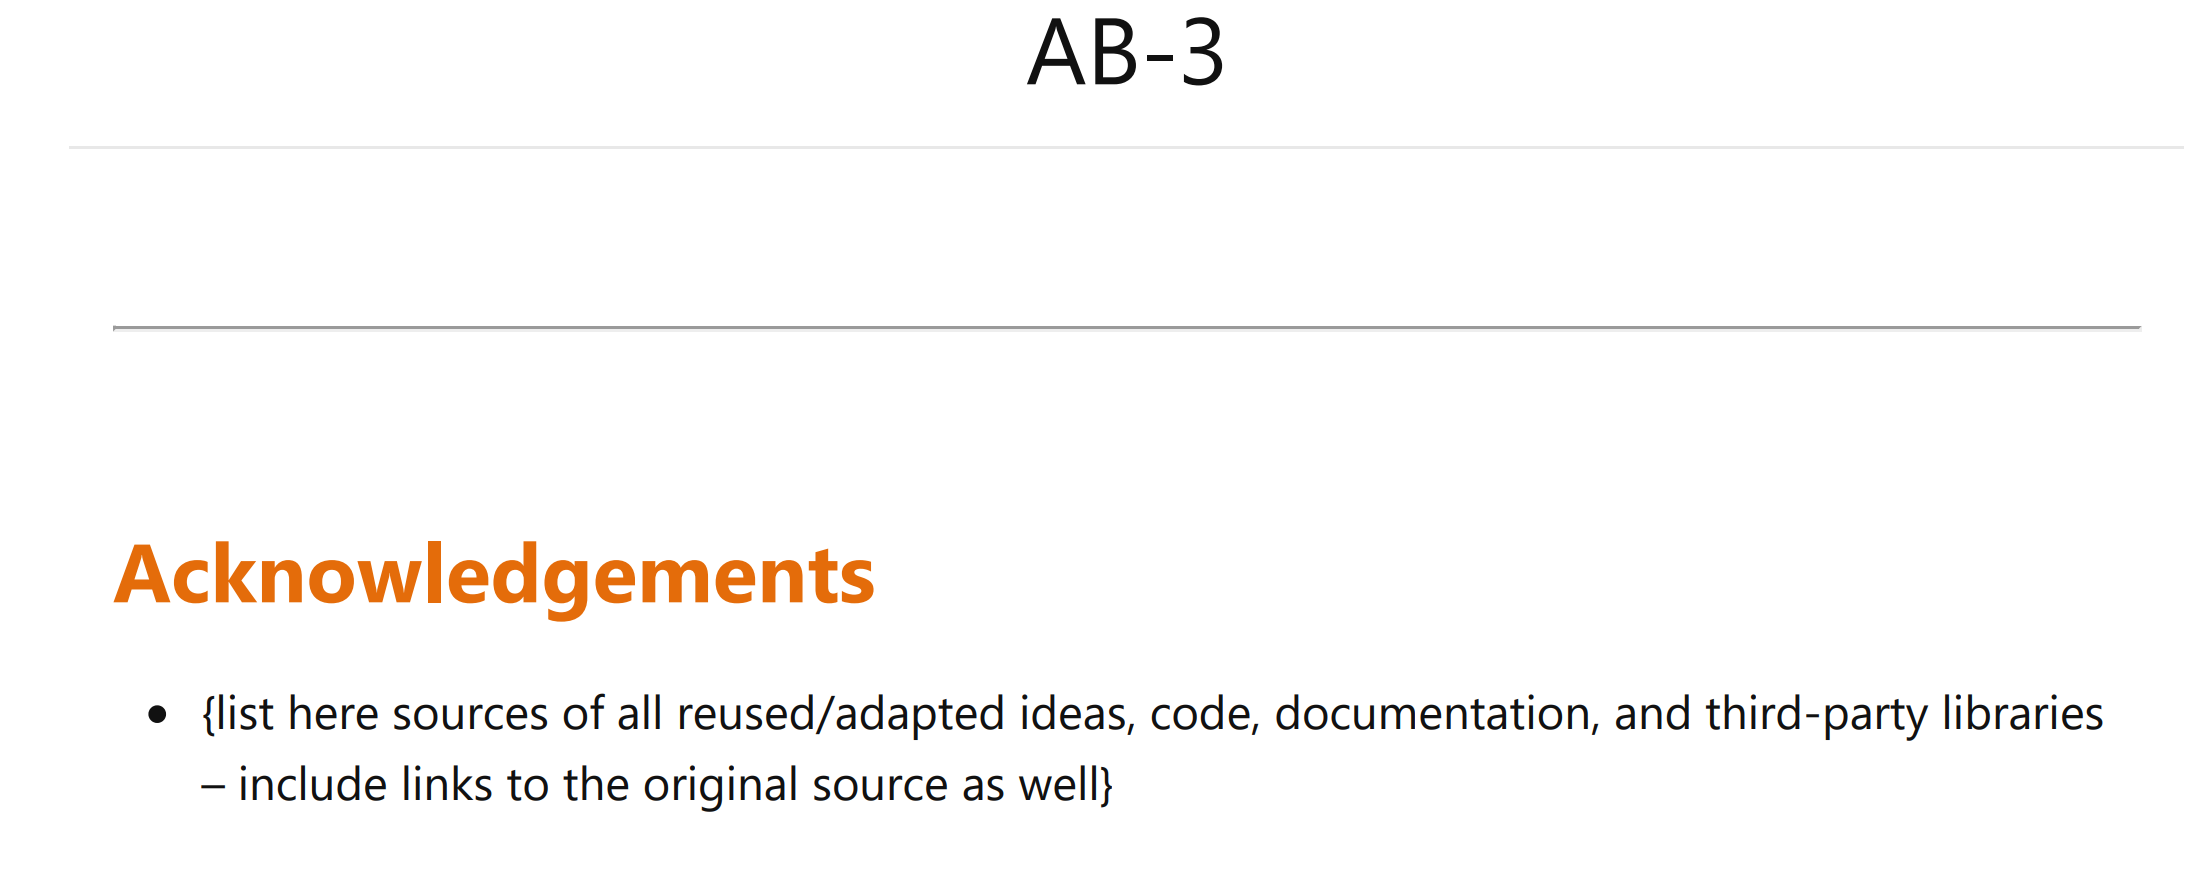 AB-3
Acknowledgements
• {list here sources of all reused/adapted ideas, code, documentation, and third-party libraries
– include links to the original source as well}